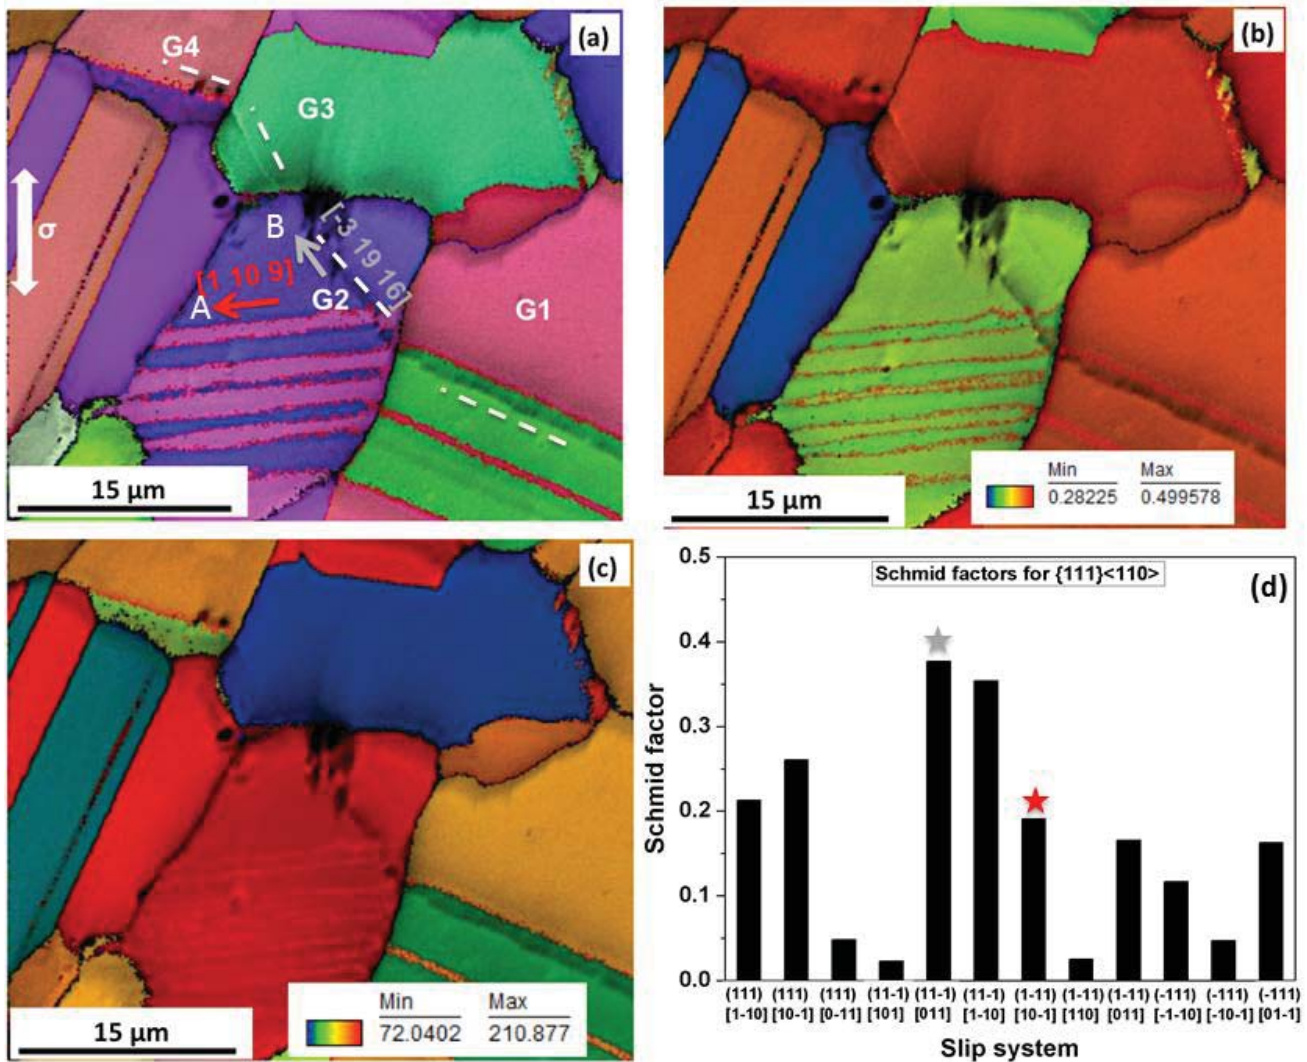 (a)
G4
G3
σ
B
[-3 19 16]
[1 10 9]
A
G2
G1
15 μm
(b)
Min Max
0.28225 0.499578
15 μm
(c)
Min Max
72.0402 210.877
15 μm
(d)
Schmid factors for {111}<110>
Schmid factor
0.5
0.4
0.3
0.2
0.1
0.0
(111) (111) (111) (11-1) (11-1) (11-1) (1-11) (1-11) (1-11) (-111) (-111) (-111)
[1-10] [10-1] [0-11] [101] [011] [1-10] [10-1] [110] [011] [-1-10] [-10-1] [01-1]
Slip system